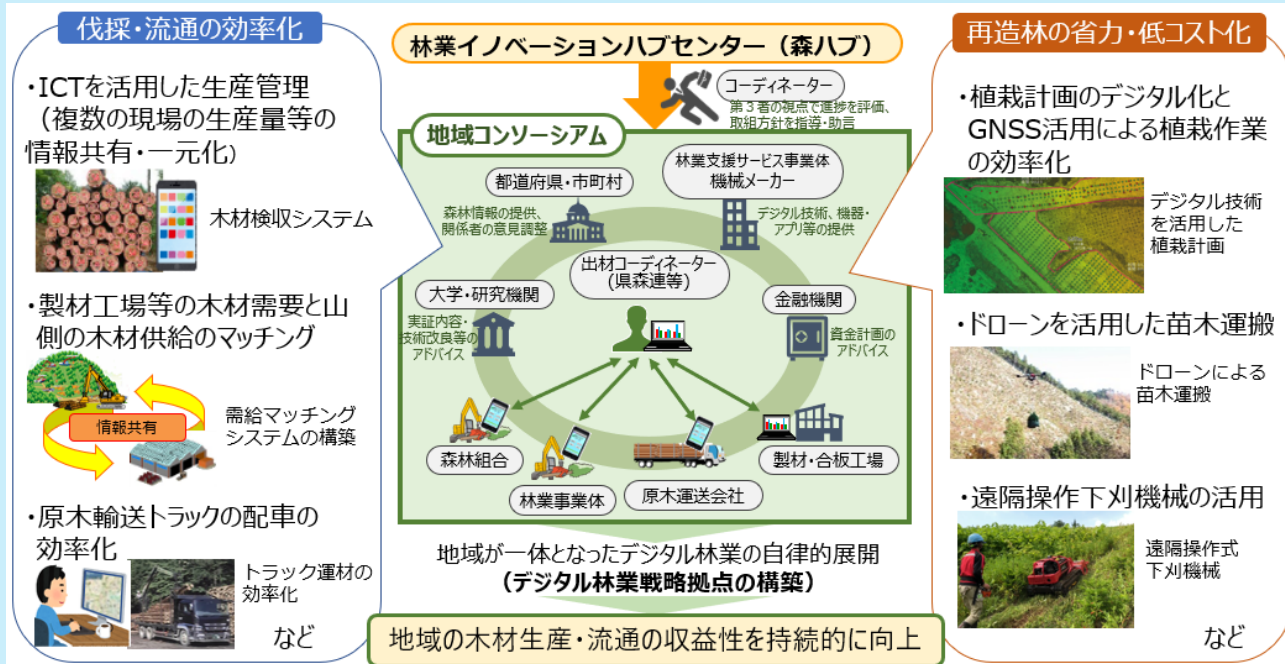 伐採・流通の効率化
・ICTを活用した生産管理
（複数の現場の生産量等の
情報共有・一元化）
木材検収システム
・製材工場等の木材需要と山
側の木材供給のマッチング
情報共有
需給マッチング
システムの構築
・原木輸送トラックの配車の
効率化
トラック運材の
効率化
など
林業イノベーションハブセンター（森ハブ）
コーディネーター
第３者の視点で進捗を評価、
取組方針を指導・助言
地域コンソーシアム
都道府県・市町村
森林情報の提供、
関係者の意見調整
林業支援サービス事業体
機械メーカー
デジタル技術、機器・
アプリ等の提供
出材コーディネーター
(県森連等)
大学・研究機関
実証内容・
技術改良等の
アドバイス
金融機関
資金計画の
アドバイス
森林組合
林業事業体
原木運送会社
製材・合板工場
地域が一体となったデジタル林業の自律的展開
（デジタル林業戦略拠点の構築）
地域の木材生産・流通の収益性を持続的に向上
再造林の省力・低コスト化
・植栽計画のデジタル化と
GNSS活用による植栽作業
の効率化
デジタル技術
を活用した
植栽計画
・ドローンを活用した苗木運搬
ドローンによる
苗木運搬
・遠隔操作下刈機械の活用
遠隔操作式
下刈機械
など